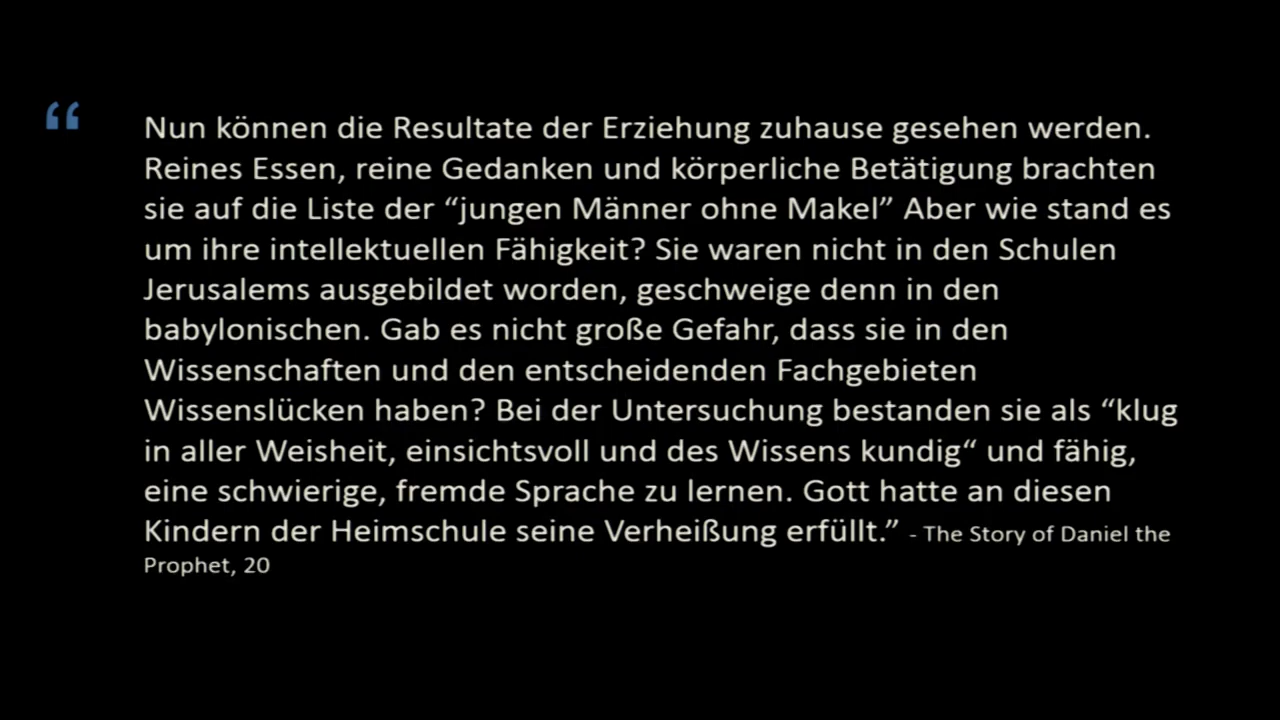 “
Nun können die Resultate der Erziehung zuhause gesehen werden.
Reines Essen, reine Gedanken und körperliche Betätigung brachten
sie auf die Liste der “jungen Männer ohne Makel” Aber wie stand es
um ihre intellektuellen Fähigkeit? Sie waren nicht in den Schulen
Jerusalems ausgebildet worden, geschweige denn in den
babylonischen. Gab es nicht große Gefahr, dass sie in den
Wissenschaften und den entscheidenden Fachgebieten
Wissenslücken haben? Bei der Untersuchung bestanden sie als “klug
in aller Weisheit, einsichtsvoll und des Wissens kundig“ und fähig,
eine schwierige, fremde Sprache zu lernen. Gott hatte an diesen
Kindern der Heimschule seine Verheißung erfüllt.” - The Story of Daniel the
Prophet, 20